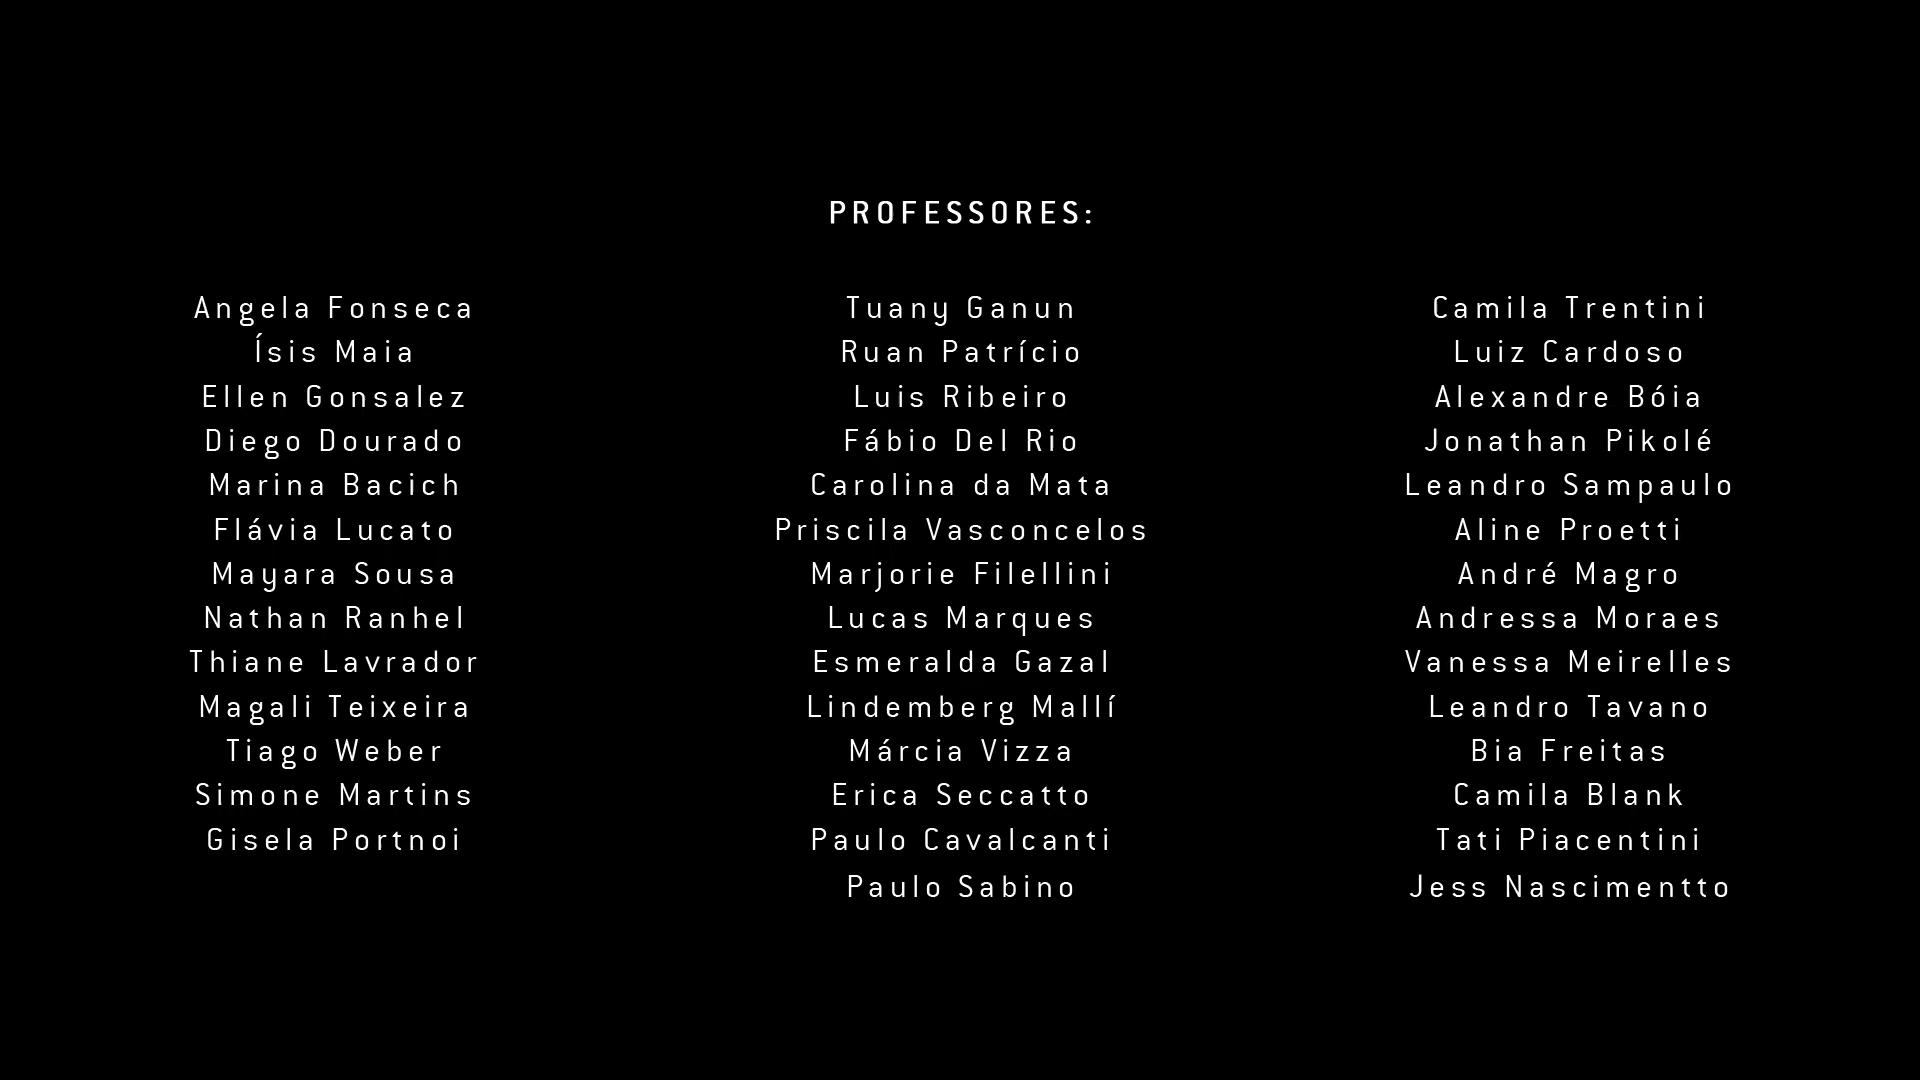 PROFESSORES:
Angela Fonseca
Ísis Maia
Ellen Gonsalez
Diego Dourado
Marina Bacich
Flávia Lucato
Mayara Sousa
Nathan Ranhel
Thiane Lavrador
Magali Teixeira
Tiago Weber
Simone Martins
Gisela Portnoi
Tuany Ganun
Ruan Patrício
Luis Ribeiro
Fábio Del Rio
Carolina da Mata
Priscila Vasconcelos
Marjorie Filellini
Lucas Marques
Esmeralda Gazal
Lindemberg Mallí
Márcia Vizza
Erica Seccatto
Paulo Cavalcanti
Paulo Sabino
Camila Trentini
Luiz Cardoso
Alexandre Bóia
Jonathan Pikolé
Leandro Sampaulo
Aline Proetti
André Magro
Andressa Moraes
Vanessa Meirelles
Leandro Tavano
Bia Freitas
Camila Blank
Tati Piacentini
Jess Nascimentto